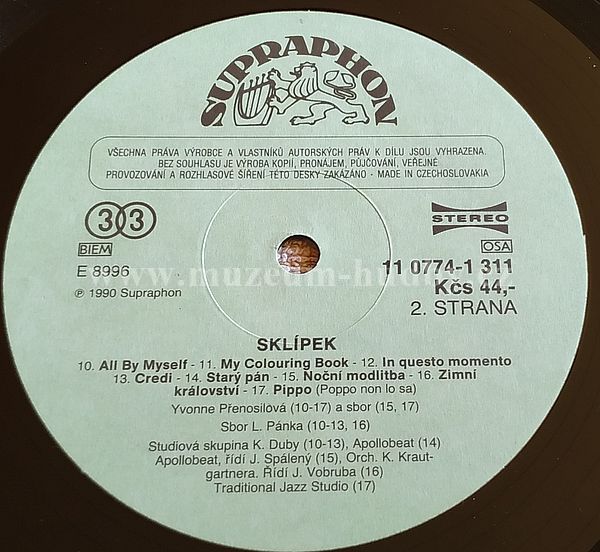 SUPRAPHON
VŠECHNA PRÁVA VÝROBCE A VLASTNÍKŮ AUTORSKÝCH PRÁV K DÍLU JSOU VYHRAZENA.
BEZ SOUHLASU JE VÝROBA KOPIÍ, PRONÁJEM, PŮJČOVÁNÍ, VEŘEJNÉ
PROVOZOVÁNÍ A ROZHLASOVÉ ŠÍŘENÍ TÉTO DESKY ZAKÁZÁNO - MADE IN CZECHOSLOVAKIA
33
STEREO
BIEM
OSA
E 8996
11 0774-1 311
Kčs 44,-
℗ 1990 Supraphon
2. STRANA
SKLÍPEK
10. All By Myself - 11. My Colouring Book - 12. In questo momento
13. Credi - 14. Starý pán - 15. Noční modlitba - 16. Zimní
království - 17. Pippo (Poppo non lo sa)
Yvonne Přenosilová (10-17) a sbor (15, 17)
Sbor L. Pánka (10-13, 16)
Studiová skupina K. Duby (10-13), Apollobeat (14)
Apollobeat, řídí J. Spálený (15), Orch. K. Kraut-
gartnera. Řídí J. Vobruba (16)
Traditional Jazz Studio (17)